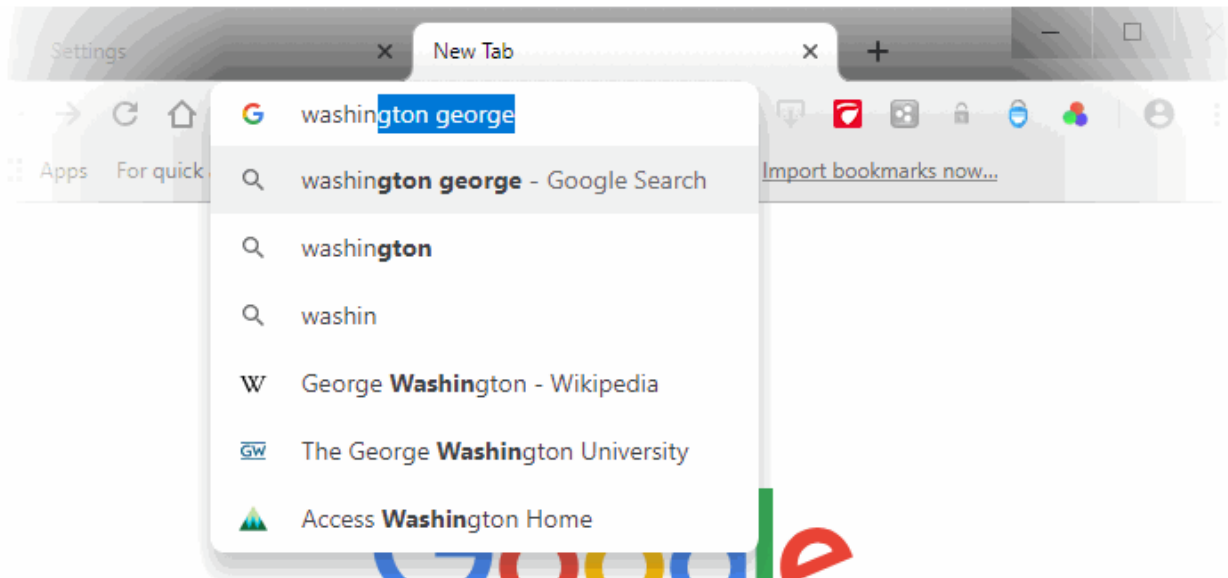 Settings
New Tab
washington george
Apps For quick Import bookmarks now...
washington george - Google Search
washington
washin
W George Washington - Wikipedia
GW The George Washington University
Access Washington Home
Google